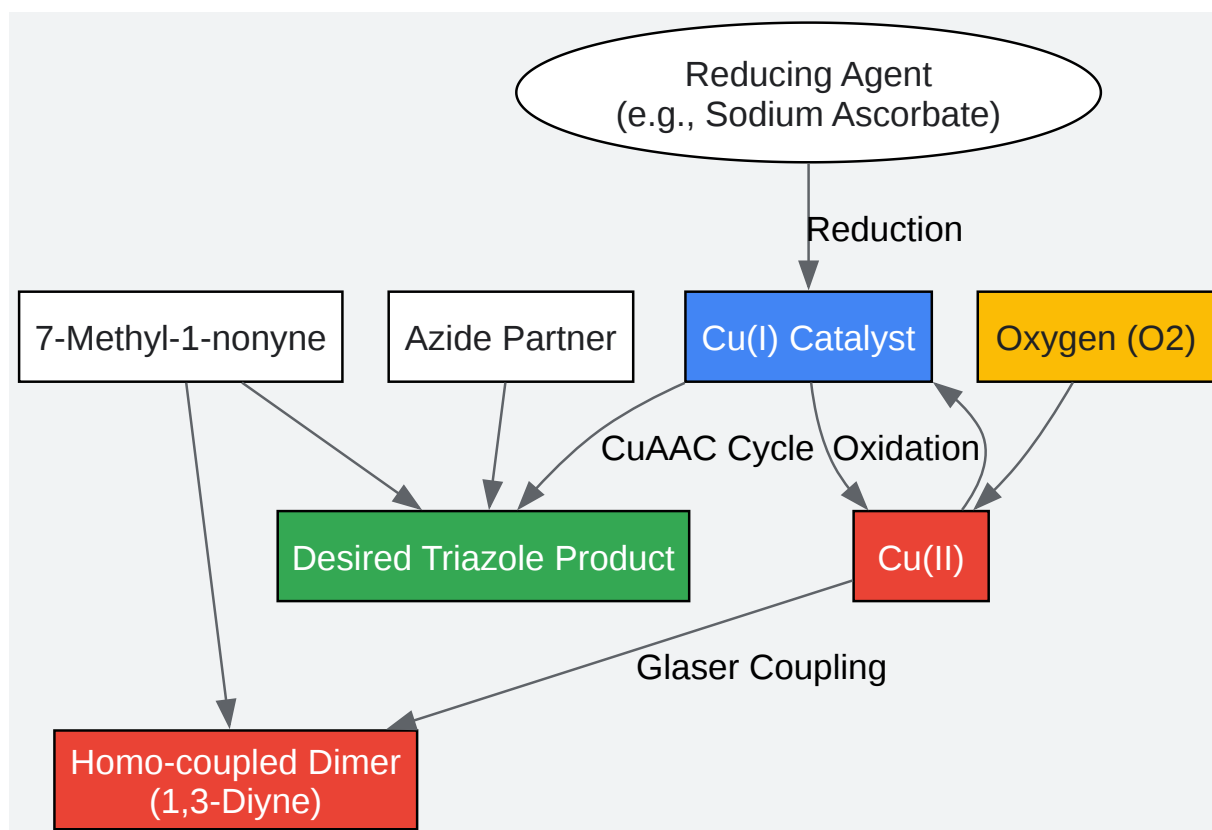 Reducing Agent
(e.g., Sodium Ascorbate)
Reduction
7-Methyl-1-nonyne
Azide Partner
Cu(I) Catalyst
Oxygen (O2)
CuAAC Cycle
Oxidation
Desired Triazole Product
Cu(II)
Glaser Coupling
Homo-coupled Dimer
(1,3-Diyne)